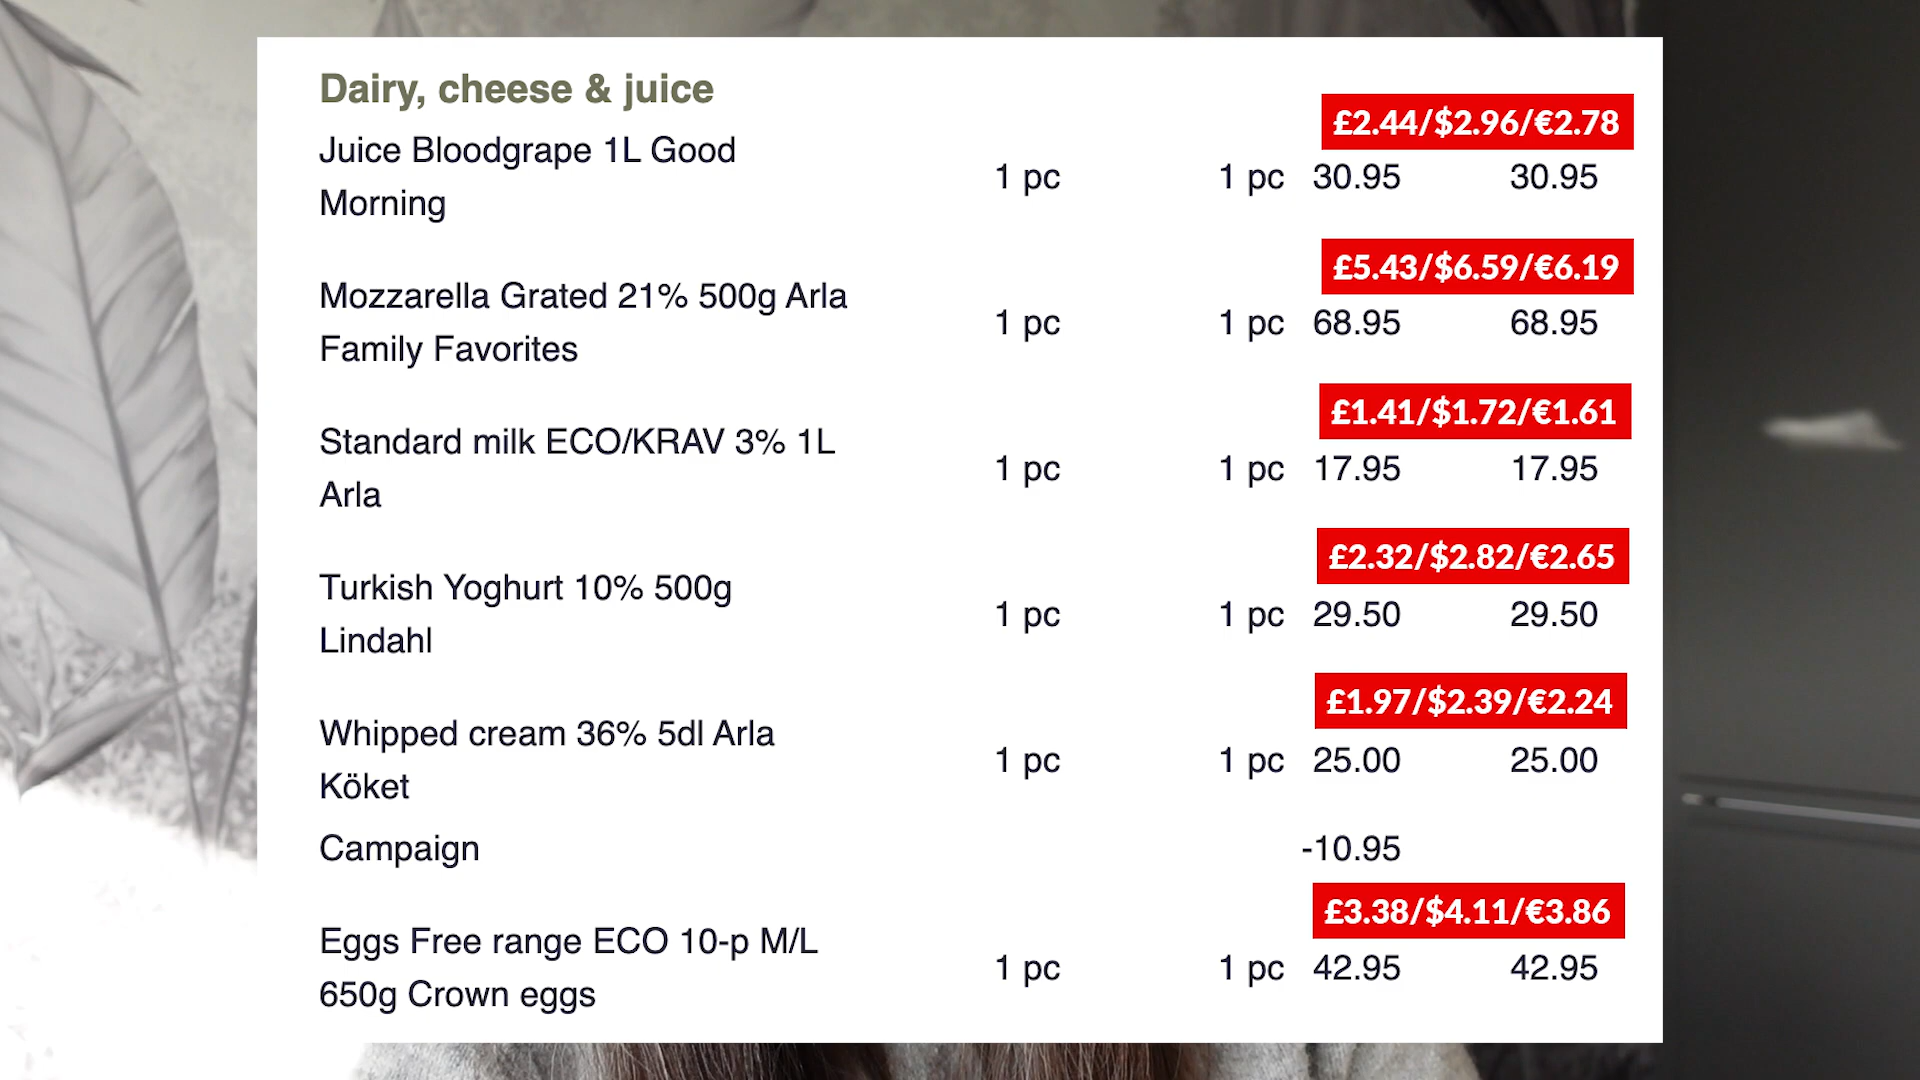 Dairy, cheese & juice
£2.44/$2.96/€2.78
Juice Bloodgrape 1L Good
Morning
1 pc 1 pc 30.95 30.95
£5.43/$6.59/€6.19
Mozzarella Grated 21% 500g Arla
Family Favorites
1 pc 1 pc 68.95 68.95
£1.41/$1.72/€1.61
Standard milk ECO/KRAV 3% 1L
Arla
1 pc 1 pc 17.95 17.95
£2.32/$2.82/€2.65
Turkish Yoghurt 10% 500g
Lindahl
1 pc 1 pc 29.50 29.50
£1.97/$2.39/€2.24
Whipped cream 36% 5dl Arla
Köket
1 pc 1 pc 25.00 25.00
Campaign -10.95
£3.38/$4.11/€3.86
Eggs Free range ECO 10-p M/L
650g Crown eggs
1 pc 1 pc 42.95 42.95